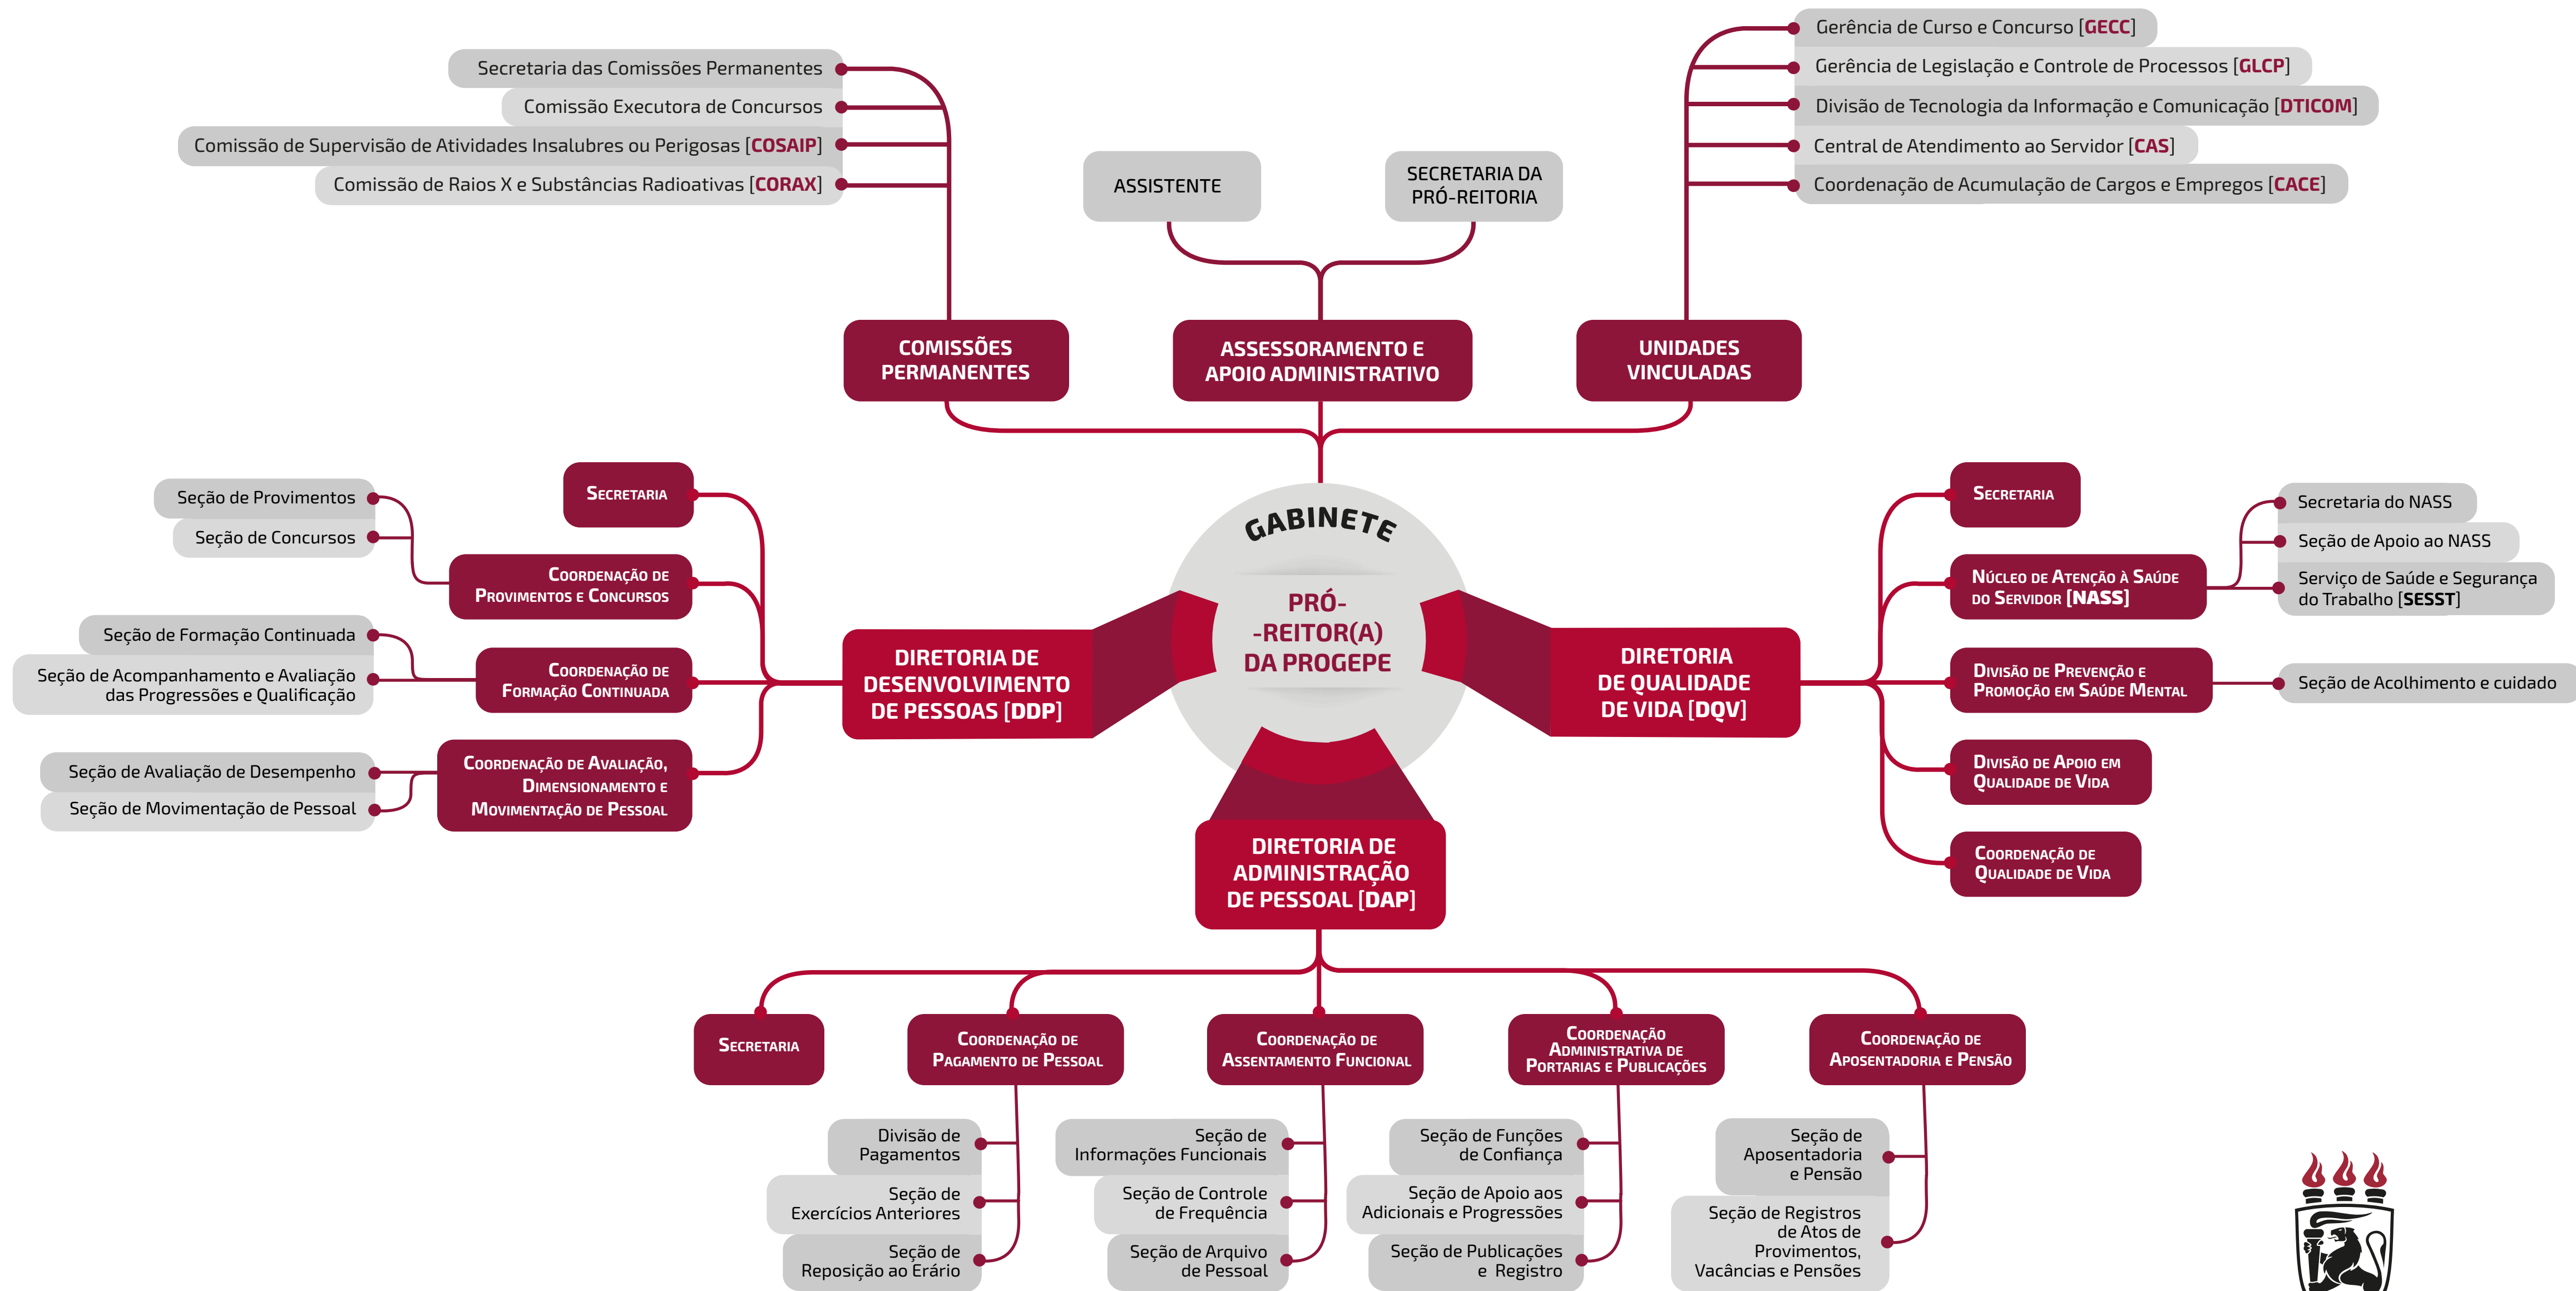 Secretaria das Comissões Permanentes
Comissão Executora de Concursos
Comissão de Supervisão de Atividades Insalubres ou Perigosas [COSAIP]
Comissão de Raios X e Substâncias Radioativas [CORAX]
ASSISTENTE
SECRETARIA DA
PRÓ-REITORIA
Gerência de Curso e Concurso [GECC]
Gerência de Legislação e Controle de Processos [GLCP]
Divisão de Tecnologia da Informação e Comunicação [DTICOM]
Central de Atendimento ao Servidor [CAS]
Coordenação de Acumulação de Cargos e Empregos [CACE]
COMISSÕES
PERMANENTES
ASSESSORAMENTO E
APOIO ADMINISTRATIVO
UNIDADES
VINCULADAS
GABINETE
PRÓ-
-REITOR(A)
DA PROGEPE
DIRETORIA DE
DESENVOLVIMENTO
DE PESSOAS [DDP]
SECRETARIA
COORDENAÇÃO DE
PROVIMENTOS E CONCURSOS
Seção de Provimentos
Seção de Concursos
COORDENAÇÃO DE
FORMAÇÃO CONTINUADA
Seção de Formação Continuada
Seção de Acompanhamento e Avaliação
das Progressões e Qualificação
COORDENAÇÃO DE AVALIAÇÃO,
DIMENSIONAMENTO E
MOVIMENTAÇÃO DE PESSOAL
Seção de Avaliação de Desempenho
Seção de Movimentação de Pessoal
DIRETORIA
DE QUALIDADE
DE VIDA [DQV]
SECRETARIA
NÚCLEO DE ATENÇÃO À SAÚDE
DO SERVIDOR [NASS]
Secretaria do NASS
Seção de Apoio ao NASS
Serviço de Saúde e Segurança
do Trabalho [SESST]
DIVISÃO DE PREVENÇÃO E
PROMOÇÃO EM SAÚDE MENTAL
Seção de Acolhimento e cuidado
DIVISÃO DE APOIO EM
QUALIDADE DE VIDA
COORDENAÇÃO DE
QUALIDADE DE VIDA
DIRETORIA DE
ADMINISTRAÇÃO
DE PESSOAL [DAP]
SECRETARIA
COORDENAÇÃO DE
PAGAMENTO DE PESSOAL
Divisão de
Pagamentos
Seção de
Exercícios Anteriores
Seção de
Reposição ao Erário
COORDENAÇÃO DE
ASSENTAMENTO FUNCIONAL
Seção de
Informações Funcionais
Seção de Controle
de Frequência
Seção de Arquivo
de Pessoal
COORDENAÇÃO
ADMINISTRATIVA DE
PORTARIAS E PUBLICAÇÕES
Seção de Funções
de Confiança
Seção de Apoio aos
Adicionais e Progressões
Seção de Publicações
e Registro
COORDENAÇÃO DE
APOSENTADORIA E PENSÃO
Seção de
Aposentadoria
e Pensão
Seção de Registros
de Atos de
Provimentos,
Vacâncias e Pensões